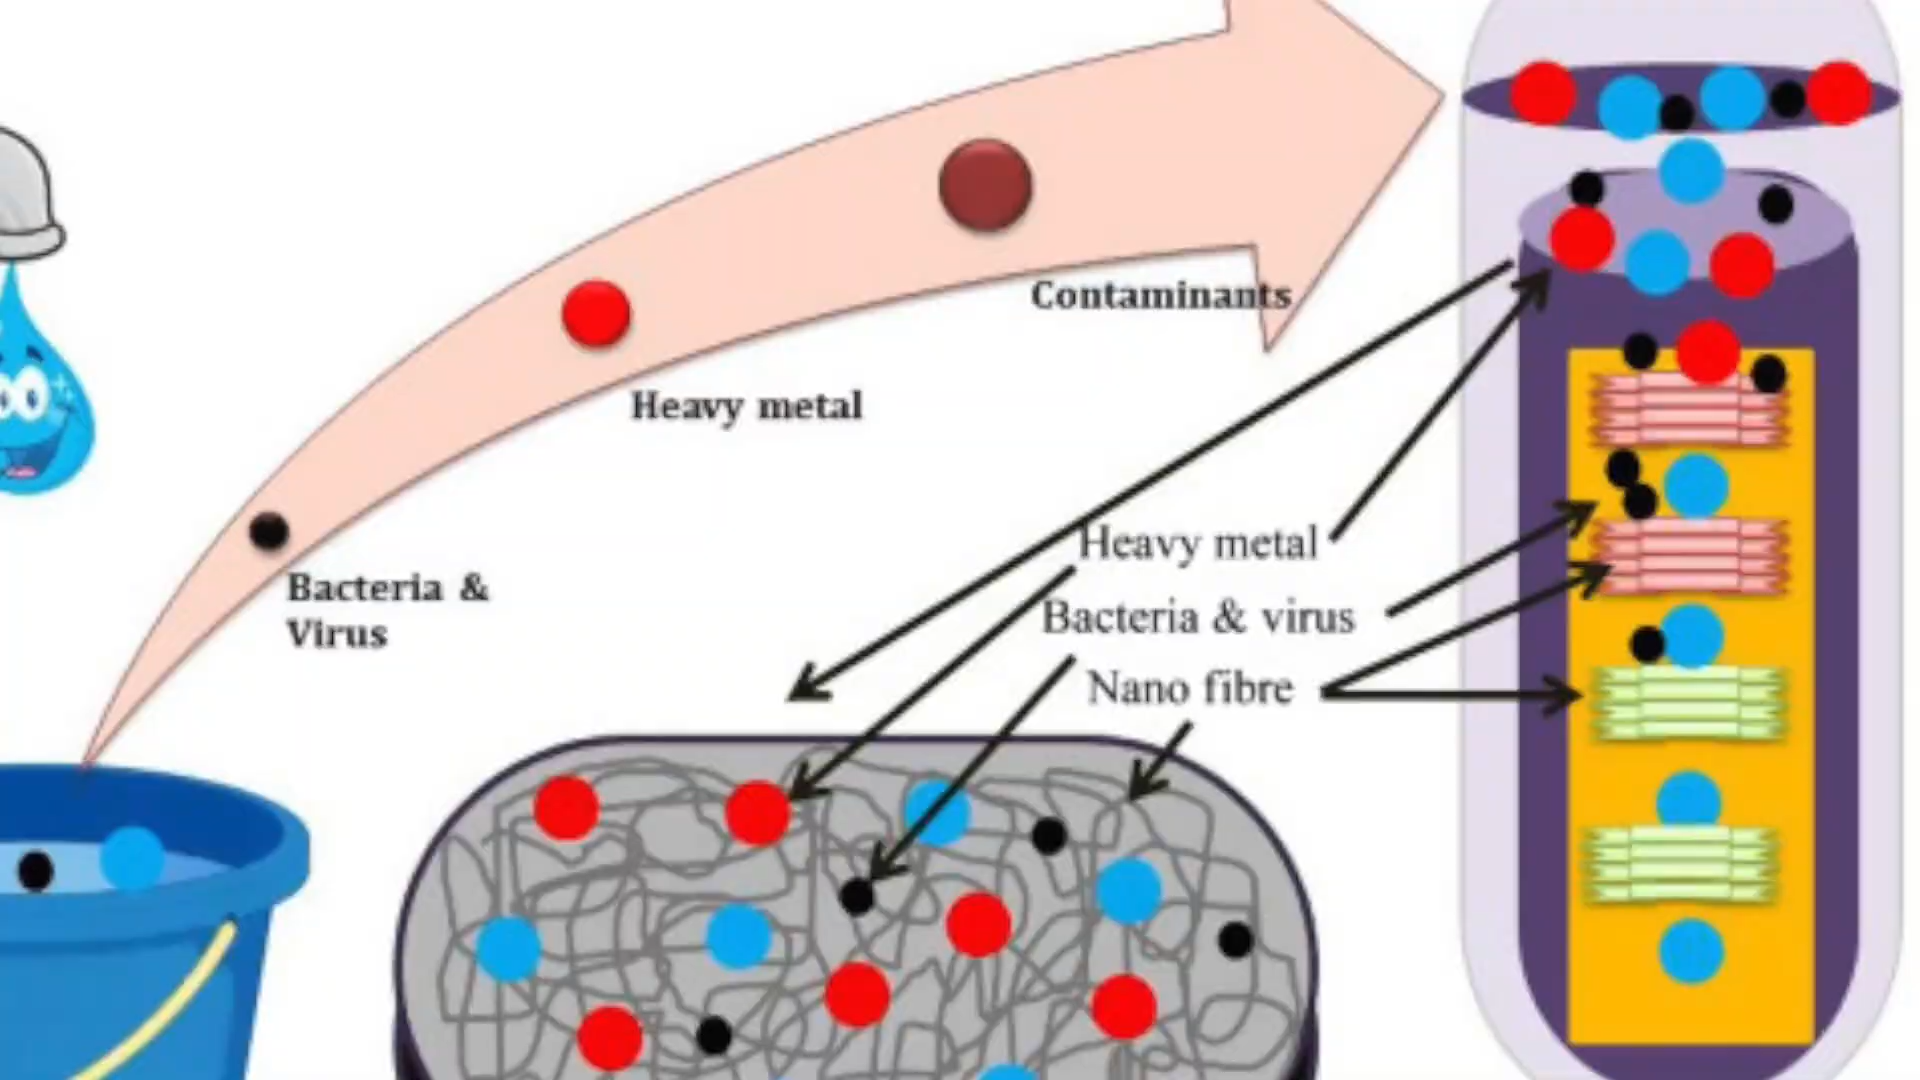 Contaminants
Heavy metal
Bacteria &
Virus
Heavy metal
Bacteria & virus
Nano fibre